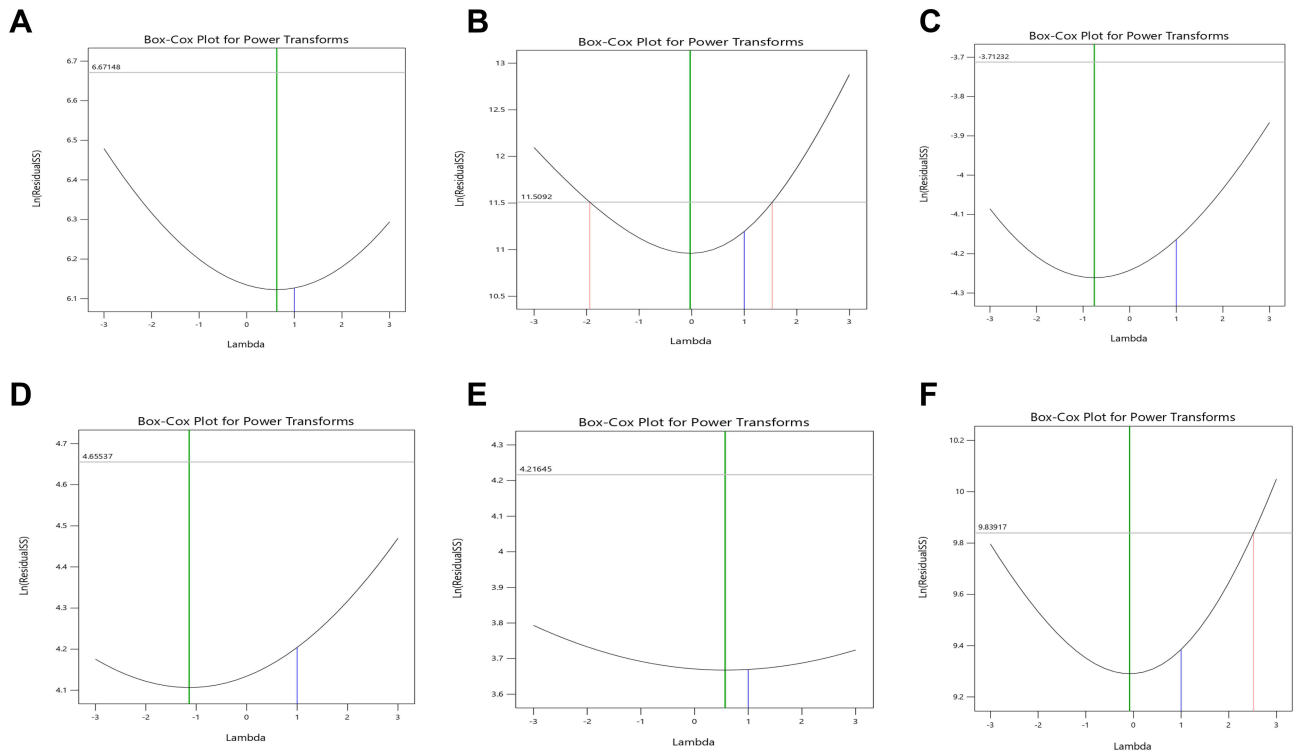 A
Box-Cox Plot for Power Transforms
6.7
6.67148
6.6
6.5
6.4
6.3
6.2
6.1
Ln(ResidualSS)
-3 -2 -1 0 1 2 3
Lambda
B
Box-Cox Plot for Power Transforms
13
12.5
12
11.5
11.5092
11
10.5
Ln(ResidualSS)
-3 -2 -1 0 1 2 3
Lambda
C
Box-Cox Plot for Power Transforms
-3.7
-3.71232
-3.8
-3.9
-4
-4.1
-4.2
-4.3
Ln(ResidualSS)
-3 -2 -1 0 1 2 3
Lambda
D
Box-Cox Plot for Power Transforms
4.7
4.65537
4.6
4.5
4.4
4.3
4.2
4.1
Ln(ResidualSS)
-3 -2 -1 0 1 2 3
Lambda
E
Box-Cox Plot for Power Transforms
4.3
4.21645
4.2
4.1
4
3.9
3.8
3.7
3.6
Ln(ResidualSS)
-3 -2 -1 0 1 2 3
Lambda
F
Box-Cox Plot for Power Transforms
10.2
10
9.83917
9.8
9.6
9.4
9.2
Ln(ResidualSS)
-3 -2 -1 0 1 2 3
Lambda